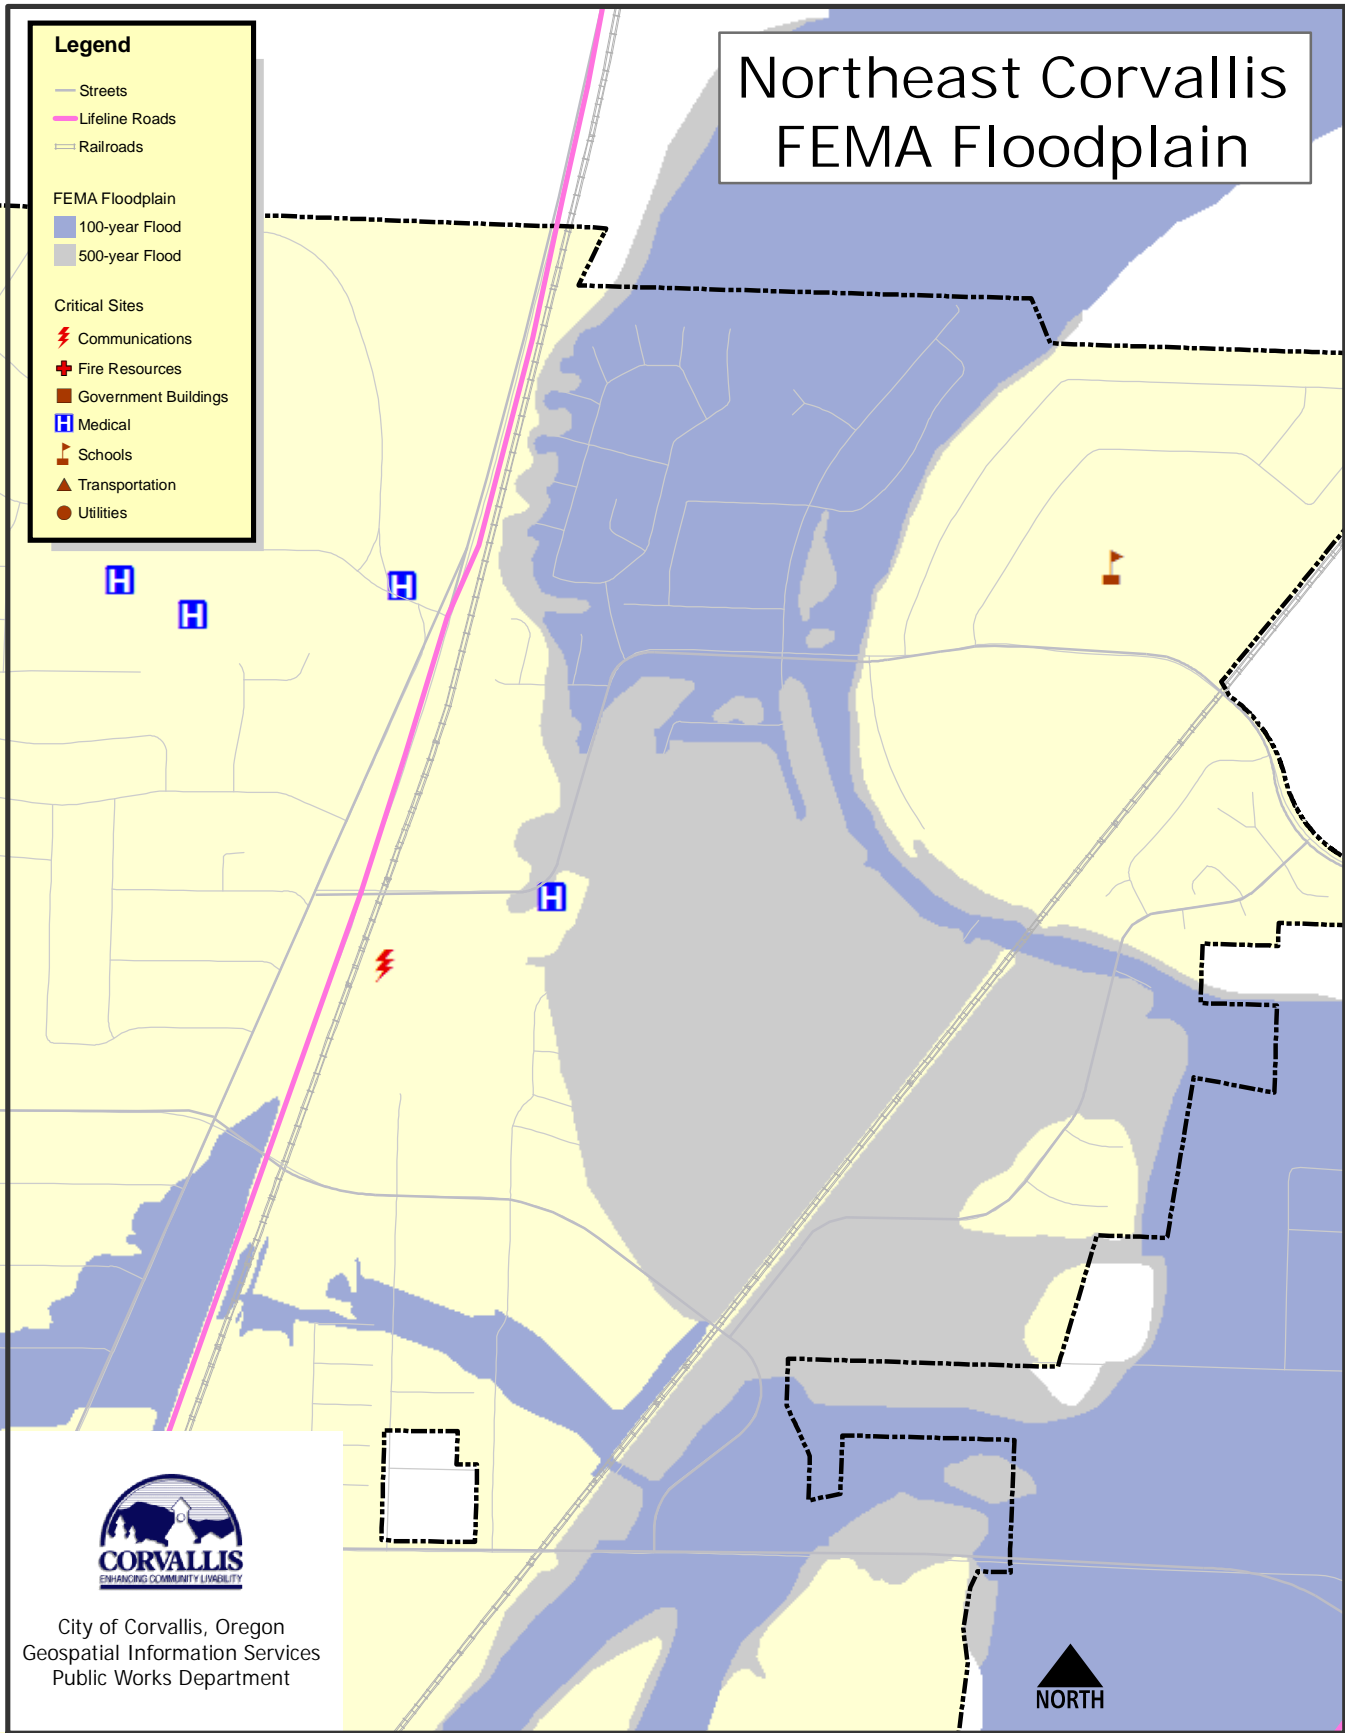 Legend
Streets
Lifeline Roads
Railroads
FEMA Floodplain
100-year Flood
500-year Flood
Critical Sites
Communications
Fire Resources
Government Buildings
H Medical
Schools
Transportation
Utilities
Northeast Corvallis
FEMA Floodplain
H
H
H
H
CORVALLIS
ENHANCING COMMUNITY LIVABILITY
City of Corvallis, Oregon
Geospatial Information Services
Public Works Department
NORTH